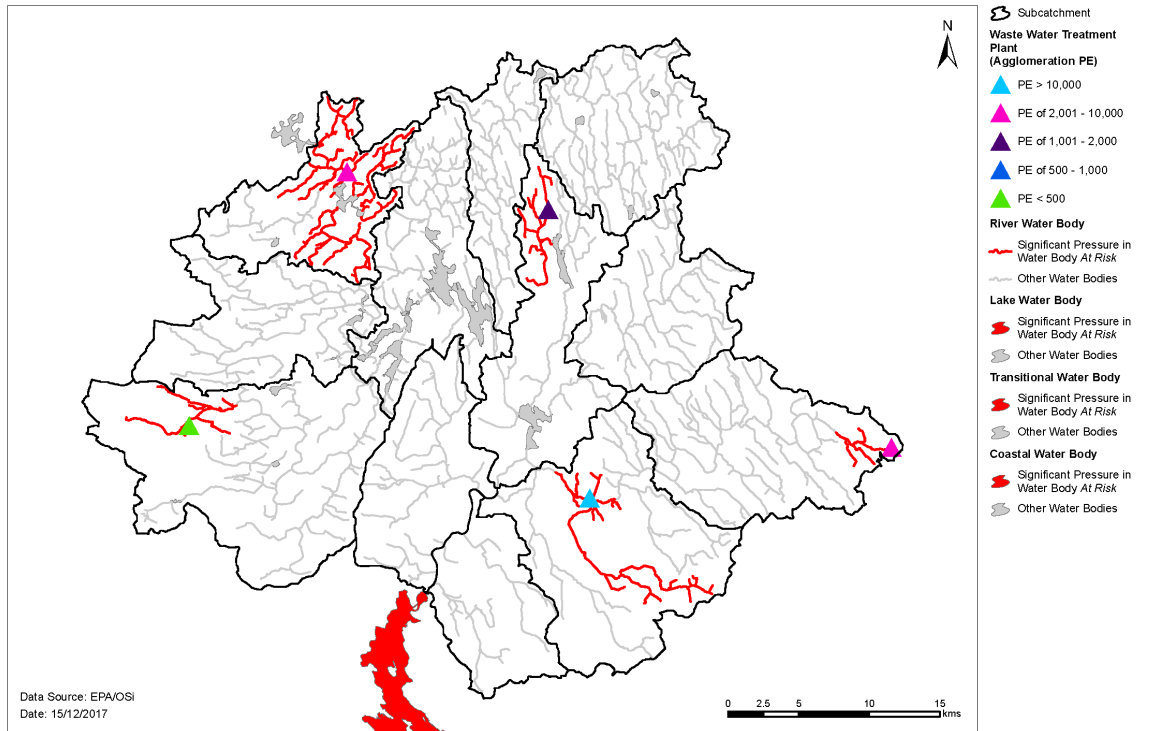 N
Subcatchment
Waste Water Treatment
Plant
(Agglomeration PE)
PE > 10,000
PE of 2,001 - 10,000
PE of 1,001 - 2,000
PE of 500 - 1,000
PE < 500
River Water Body
Significant Pressure in
Water Body At Risk
Other Water Bodies
Lake Water Body
Significant Pressure in
Water Body At Risk
Other Water Bodies
Transitional Water Body
Significant Pressure in
Water Body At Risk
Other Water Bodies
Coastal Water Body
Significant Pressure in
Water Body At Risk
Other Water Bodies
Data Source: EPA/OSi
Date: 15/12/2017
0 2.5 5 10 15
kms